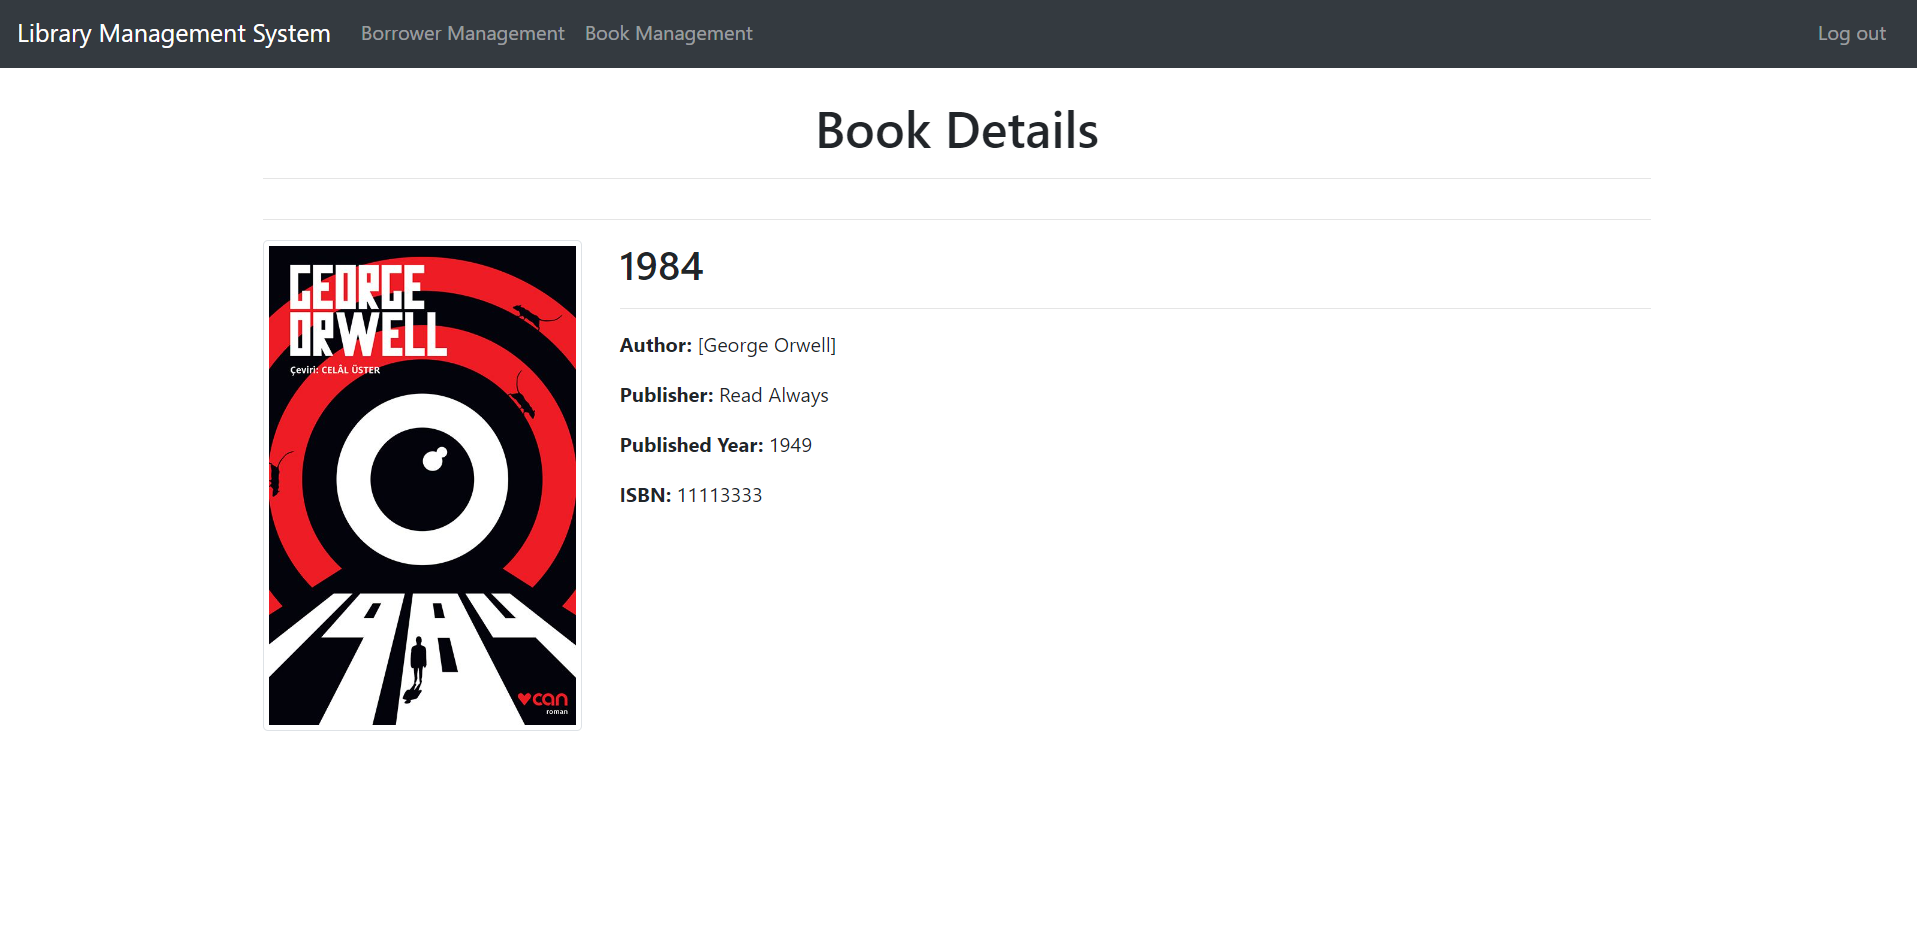 Library Management System Borrower Management Book Management Log out
Book Details
GEORGE
ORWELL
Çeviri: CELÂL ÜSTER
1984
can
roman
1984
Author: [George Orwell]
Publisher: Read Always
Published Year: 1949
ISBN: 11113333